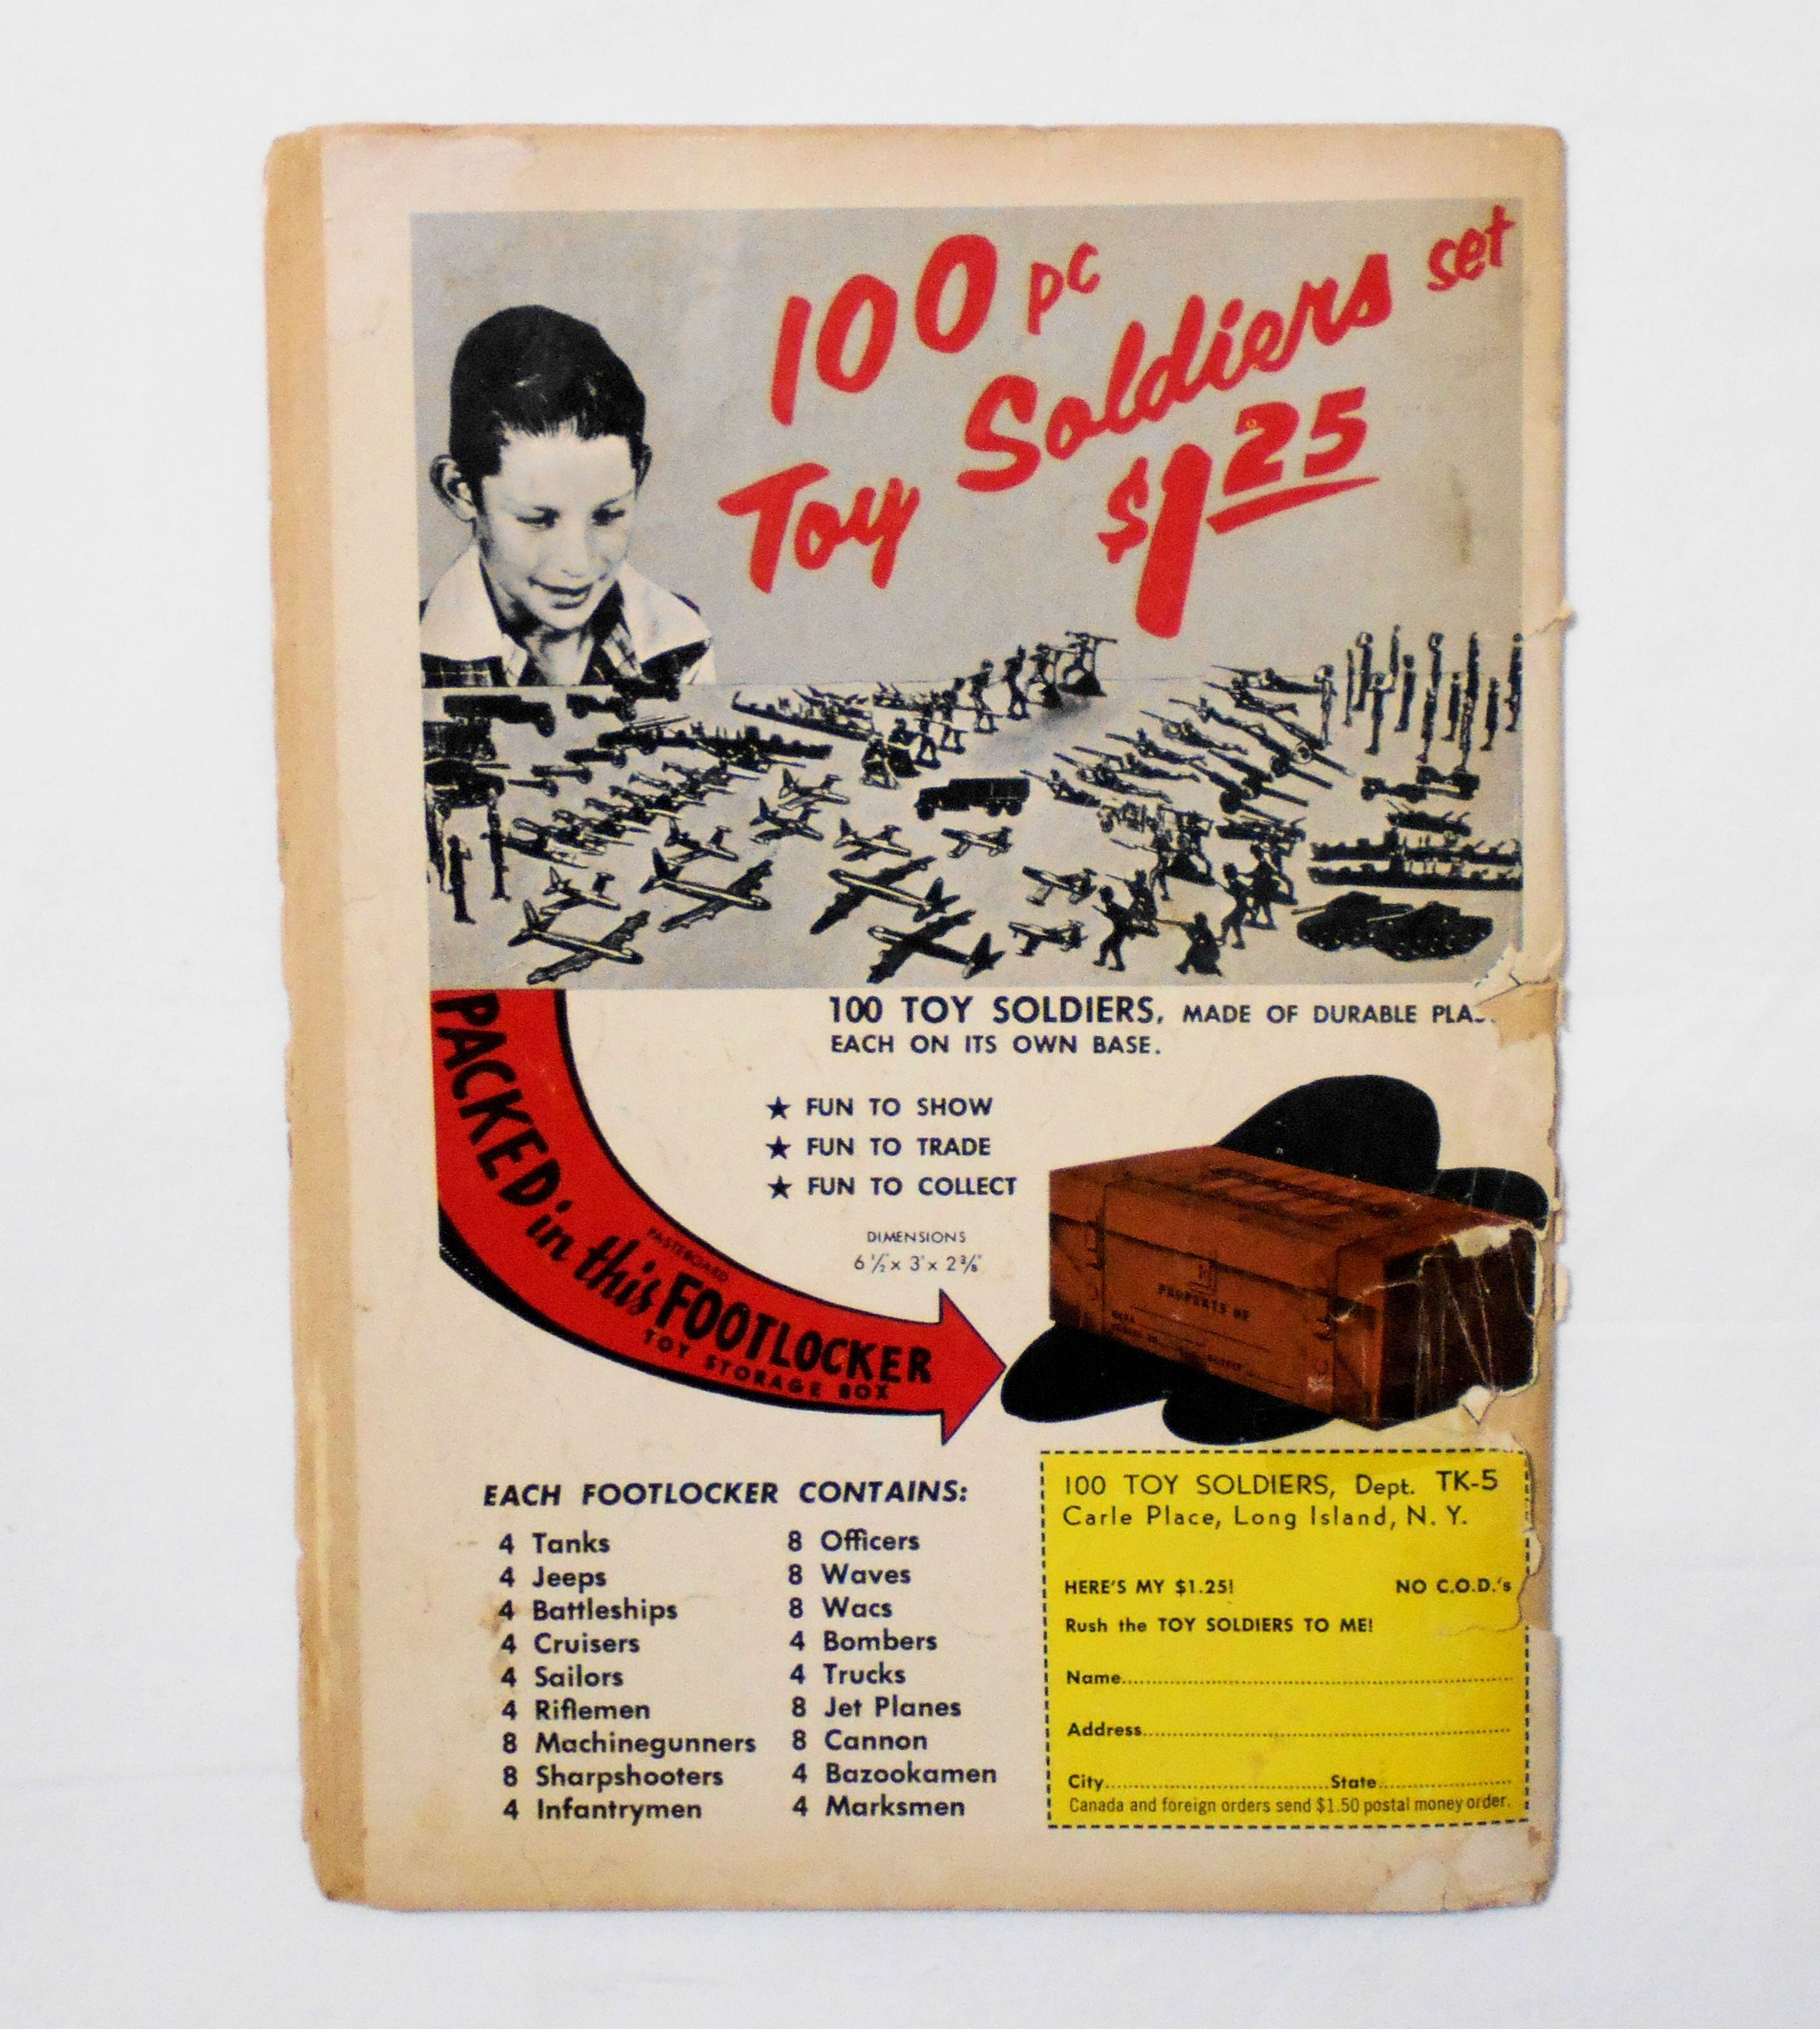 100 pc
Toy Soldiers set
$1 25
100 TOY SOLDIERS, MADE OF DURABLE
EACH ON ITS OWN BASE.
★ FUN TO SHOW
★ FUN TO TRADE
★ FUN TO COLLECT
DIMENSIONS
6 ½" x 3" x 2 ⅜"
PACKED in this PASTEBOARD FOOTLOCKER
TOY STORAGE BOX
PROPERTY OF
EACH FOOTLOCKER CONTAINS:
4 Tanks
4 Jeeps
4 Battleships
4 Cruisers
4 Sailors
4 Riflemen
8 Machinegunners
8 Sharpshooters
4 Infantrymen
8 Officers
8 Waves
8 Wacs
4 Bombers
4 Trucks
8 Jet Planes
8 Cannon
4 Bazookamen
4 Marksmen
100 TOY SOLDIERS, Dept. TK-5
Carle Place, Long Island, N. Y.
HERE'S MY $1.25! NO C.O.D.'s
Rush the TOY SOLDIERS TO ME!
Name
Address
City State
Canada and foreign orders send $1.50 postal money order.